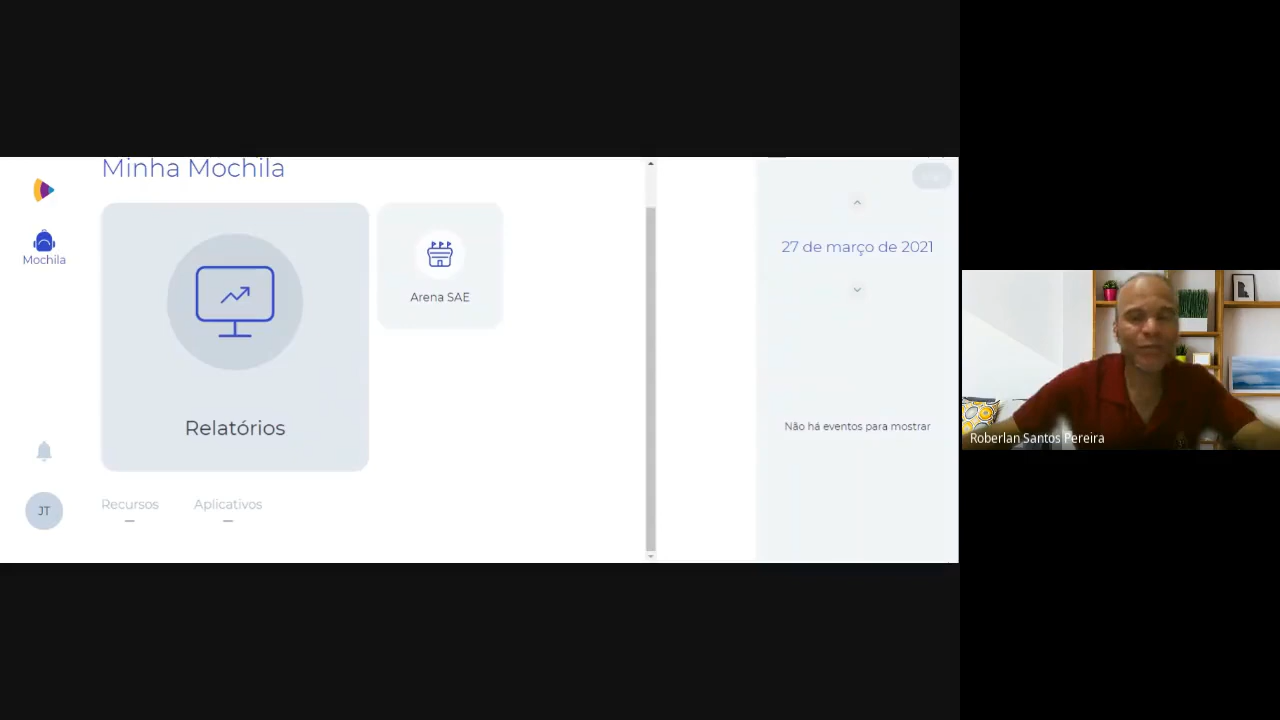 Minha Mochila
Mochila
Relatórios
Arena SAE
Recursos
Aplicativos
JT
27 de março de 2021
Não há eventos para mostrar
Roberlan Santos Pereira